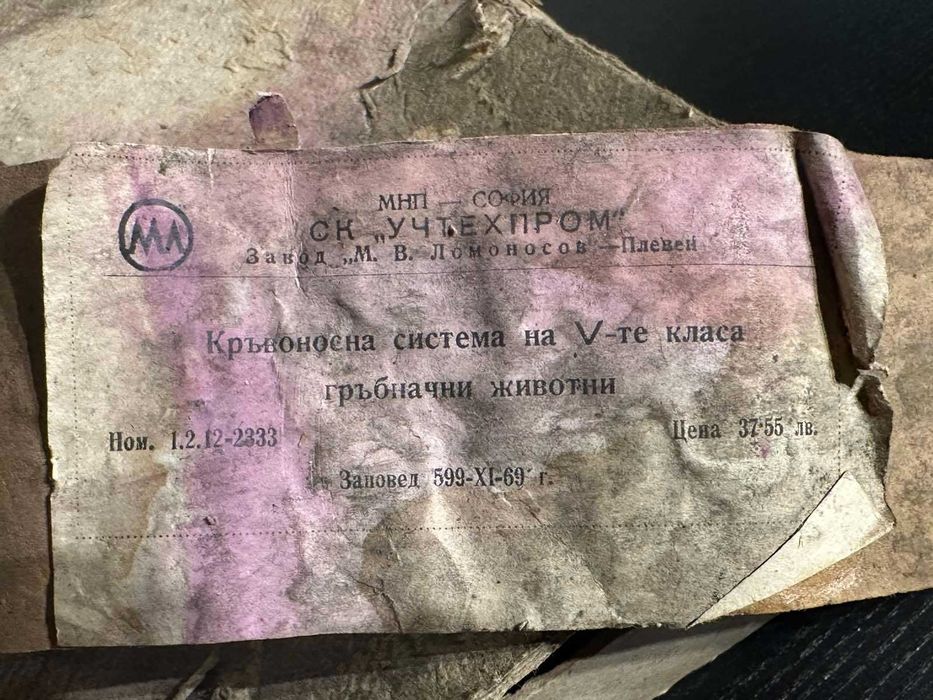 МНП — СОФИЯ
СК „УЧТЕХПРОМ"
Завод „М. В. Ломоносов" — Плевен
МЛ
Кръвоносна система на V-те класа
гръбначни животни
Ном. 1.2.12-2333
Цена 37·55 лв.
Заповед 599-XI-69 г.